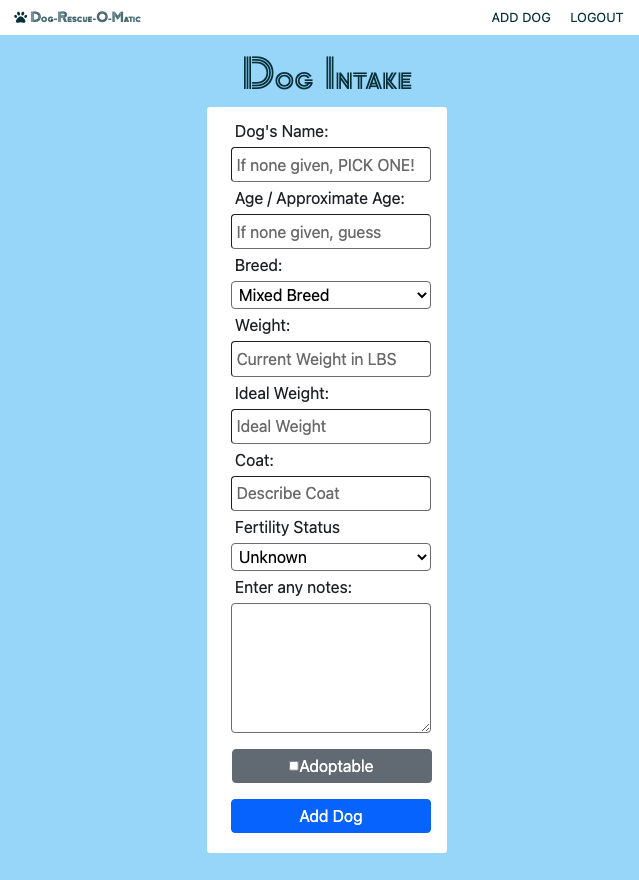 Dog-Rescue-O-Matic
ADD DOG LOGOUT
Dog Intake
Dog's Name:
If none given, PICK ONE!
Age / Approximate Age:
If none given, guess
Breed:
Mixed Breed
Weight:
Current Weight in LBS
Ideal Weight:
Ideal Weight
Coat:
Describe Coat
Fertility Status
Unknown
Enter any notes:
Adoptable
Add Dog